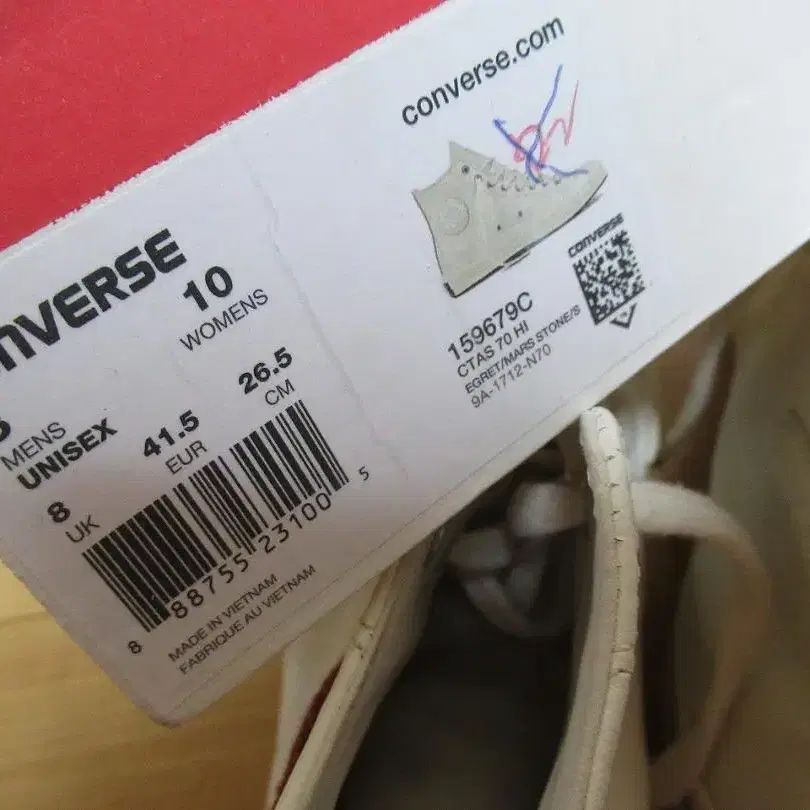 converse.com
CONVERSE
159679C
CTAS 70 HI
EGRET/MARS STONE/S
9A-1712-N70
NVERSE
10
WOMENS
MENS
UNISEX
41.5
EUR
26.5
CM
8
UK
8 88755 23100 5
MADE IN VIETNAM
FABRIQUE AU VIETNAM